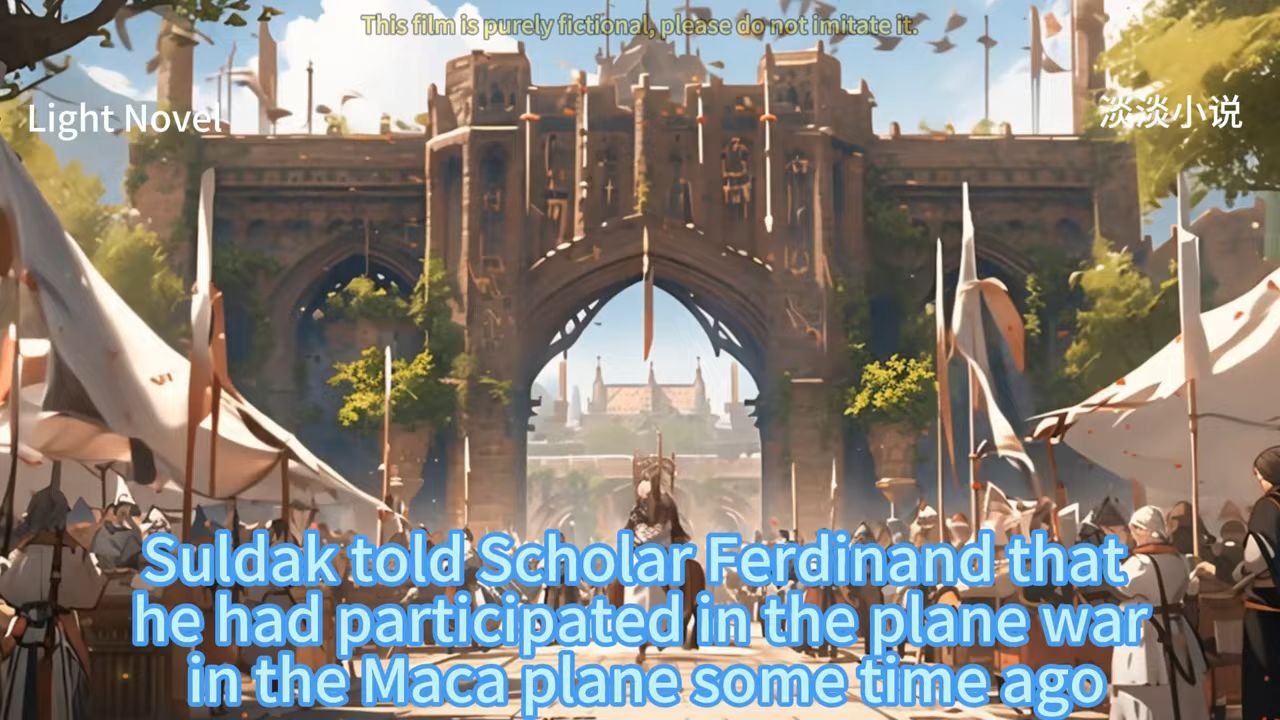 This film is purely fictional, please do not imitate it.
Light Novel
淡淡小说
Suldak told Scholar Ferdinand that
he had participated in the plane war
in the Maca plane some time ago